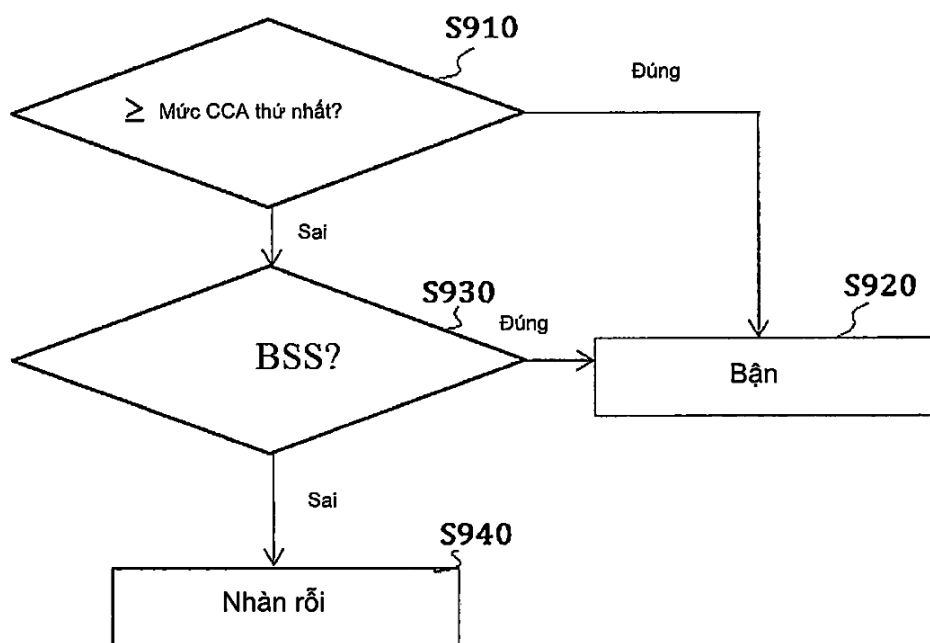 S910
Đúng
≥ Mức CCA thứ nhất?
Sai
S930
S920
Đúng
BSS?
Bận
Sai
S940
Nhàn rỗi